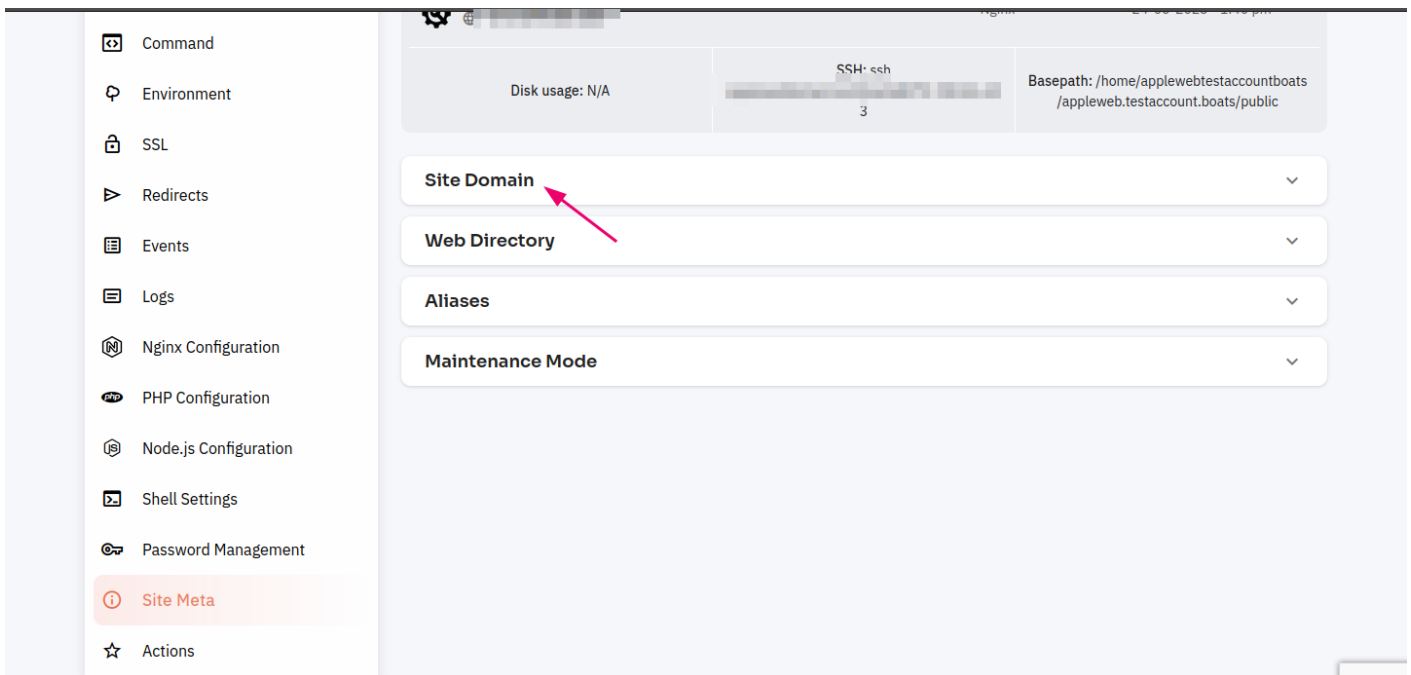 Command
Environment
SSL
Redirects
Events
Logs
Nginx Configuration
PHP Configuration
Node.js Configuration
Shell Settings
Password Management
Site Meta
Actions
Disk usage: N/A
SSH: ssh
3
Basepath: /home/applewebtestaccountboats
/appleweb.testaccount.boats/public
Site Domain
Web Directory
Aliases
Maintenance Mode